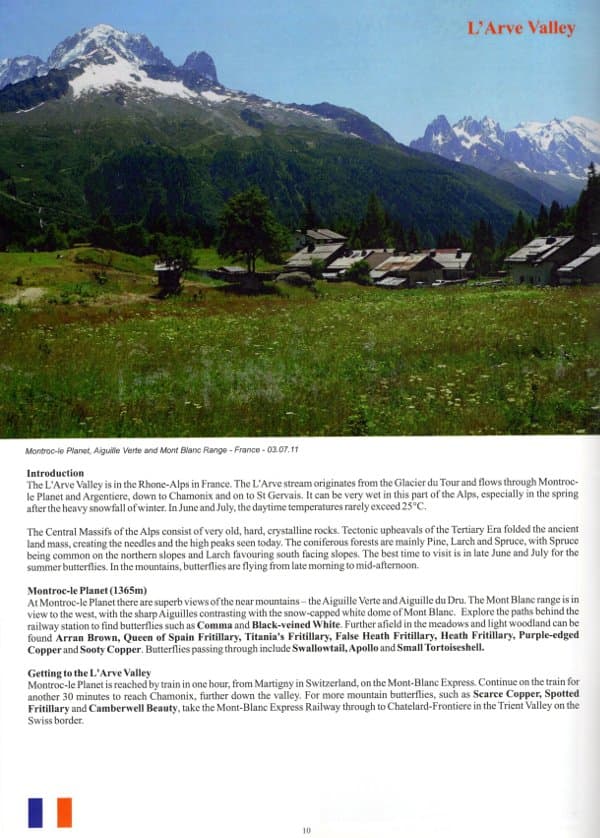 L'Arve Valley
Montroc-le Planet, Aiguille Verte and Mont Blanc Range - France - 03.07.11
Introduction
The L'Arve Valley is in the Rhone-Alps in France. The L'Arve stream originates from the Glacier du Tour and flows through Montroc-
le Planet and Argentiere, down to Chamonix and on to St Gervais. It can be very wet in this part of the Alps, especially in the spring
after the heavy snowfall of winter. In June and July, the daytime temperatures rarely exceed 25°C.
The Central Massifs of the Alps consist of very old, hard, crystalline rocks. Tectonic upheavals of the Tertiary Era folded the ancient
land mass, creating the needles and the high peaks seen today. The coniferous forests are mainly Pine, Larch and Spruce, with Spruce
being common on the northern slopes and Larch favouring south facing slopes. The best time to visit is in late June and July for the
summer butterflies. In the mountains, butterflies are flying from late morning to mid-afternoon.
Montroc-le Planet (1365m)
At Montroc-le Planet there are superb views of the near mountains – the Aiguille Verte and Aiguille du Dru. The Mont Blanc range is in
view to the west, with the sharp Aiguilles contrasting with the snow-capped white dome of Mont Blanc. Explore the paths behind the
railway station to find butterflies such as Comma and Black-veined White. Further afield in the meadows and light woodland can be
found Arran Brown, Queen of Spain Fritillary, Titania's Fritillary, False Heath Fritillary, Heath Fritillary, Purple-edged
Copper and Sooty Copper. Butterflies passing through include Swallowtail, Apollo and Small Tortoiseshell.
Getting to the L'Arve Valley
Montroc-le Planet is reached by train in one hour, from Martigny in Switzerland, on the Mont-Blanc Express. Continue on the train for
another 30 minutes to reach Chamonix, further down the valley. For more mountain butterflies, such as Scarce Copper, Spotted
Fritillary and Camberwell Beauty, take the Mont-Blanc Express Railway through to Chatelard-Frontiere in the Trient Valley on the
Swiss border.
10